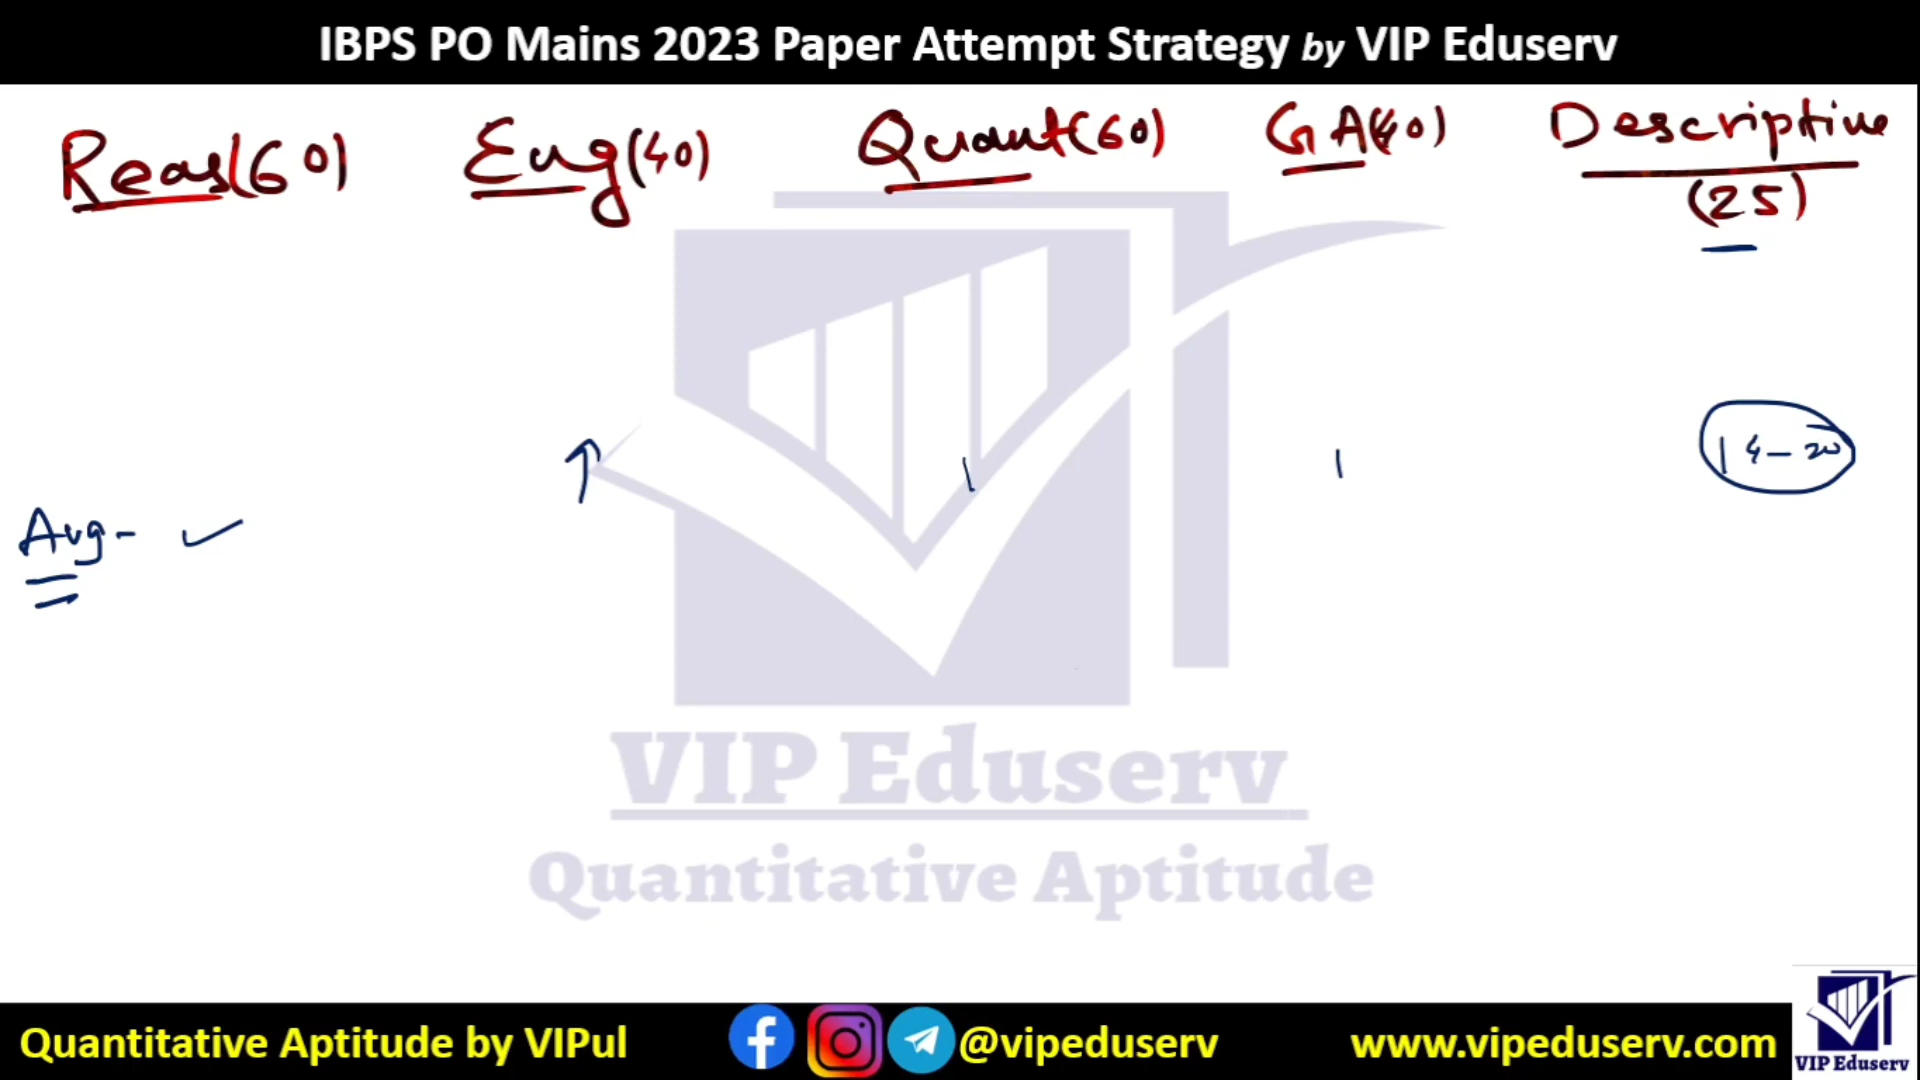 IBPS PO Mains 2023 Paper Attempt Strategy by VIP Eduserv
Reas(60) Eng(40) Quant(60) GA(40) Descriptive
(25)
14-20
Avg-
VIP Eduserv
Quantitative Aptitude
Quantitative Aptitude by VIPul @vipeduserv www.vipeduserv.com
VIP Eduserv